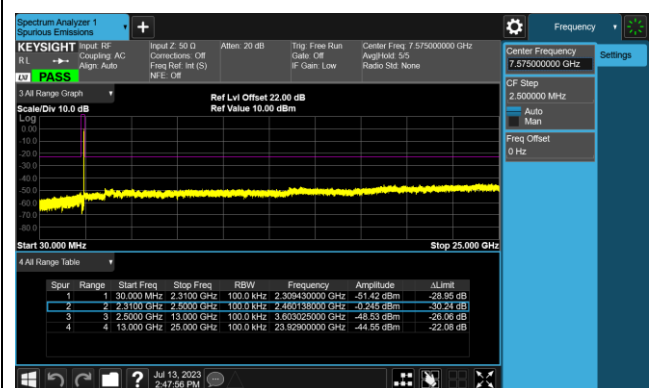 Spectrum Analyzer 1
Spurious Emissions
Frequency
KEYSIGHT Input: RF Input Z: 50 Ω Atten: 20 dB Trig: Free Run Center Freq: 7.575000000 GHz
RL Coupling: AC Corrections: Off Gate: Off Avg|Hold: 5/5
Align: Auto Freq Ref: Int (S) IF Gain: Low Radio Std: None
LXI PASS NFE: Off
Center Frequency
7.575000000 GHz
Settings
CF Step
2.500000 MHz
Auto
Man
Freq Offset
0 Hz
3 All Range Graph
Ref Lvl Offset 22.00 dB
Scale/Div 10.0 dB Ref Value 10.00 dBm
Log
0.00
-10.0
-20.0
-30.0
-40.0
-50.0
-60.0
-70.0
-80.0
Start 30.000 MHz Stop 25.000 GHz
4 All Range Table
Spur Range Start Freq Stop Freq RBW Frequency Amplitude ΔLimit
1 1 30.000 MHz 2.3100 GHz 100.0 kHz 2.309430000 GHz -51.42 dBm -28.95 dB
2 2 2.3100 GHz 2.5000 GHz 100.0 kHz 2.460138000 GHz -0.245 dBm -30.24 dB
3 3 2.5000 GHz 13.000 GHz 100.0 kHz 3.603025000 GHz -48.53 dBm -26.06 dB
4 4 13.000 GHz 25.000 GHz 100.0 kHz 23.92900000 GHz -44.55 dBm -22.08 dB
?
Jul 13, 2023
2:47:56 PM